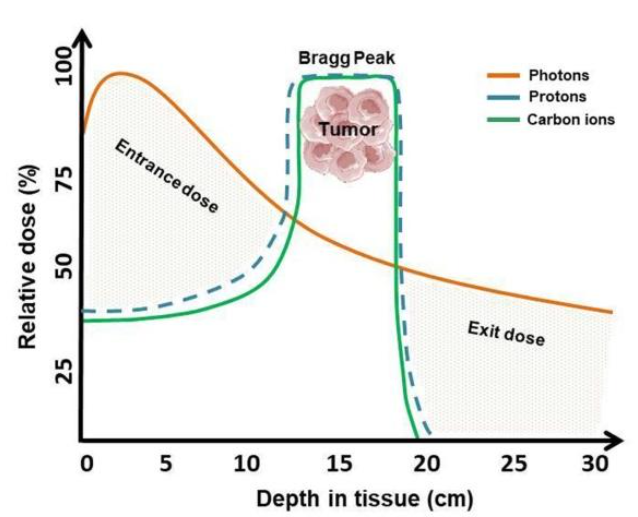 Bragg Peak
Photons
Protons
Carbon ions
Tumor
Entrance dose
Exit dose
Relative dose (%)
100
75
50
25
0 5 10 15 20 25 30
Depth in tissue (cm)